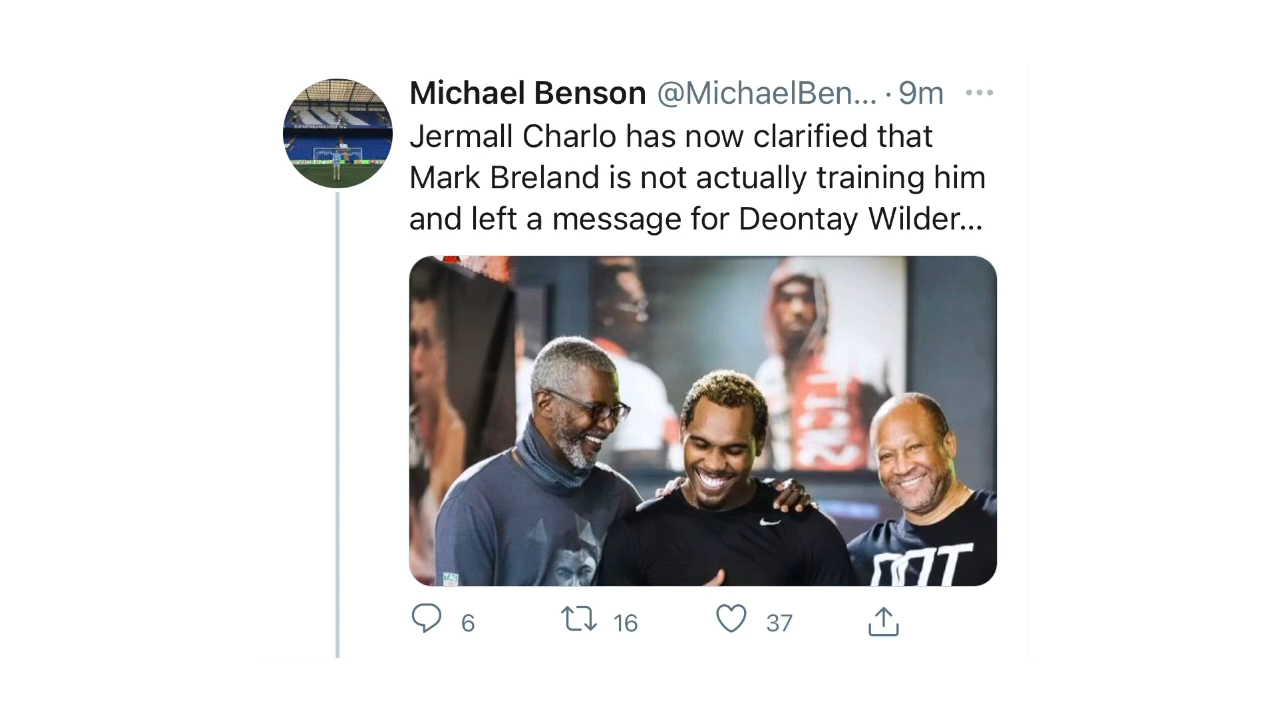 Michael Benson @MichaelBen... · 9m
Jermall Charlo has now clarified that
Mark Breland is not actually training him
and left a message for Deontay Wilder...
6 16 37